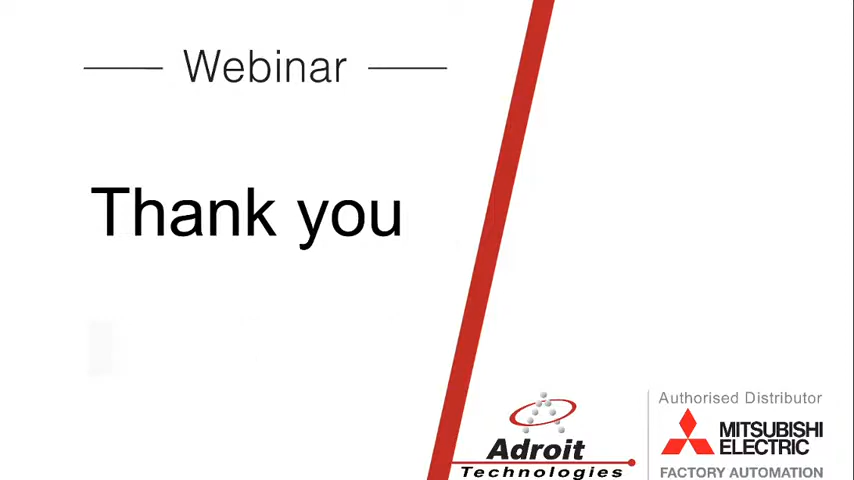 Webinar
Thank you
Adroit
Technologies
Authorised Distributor
MITSUBISHI
ELECTRIC
FACTORY AUTOMATION